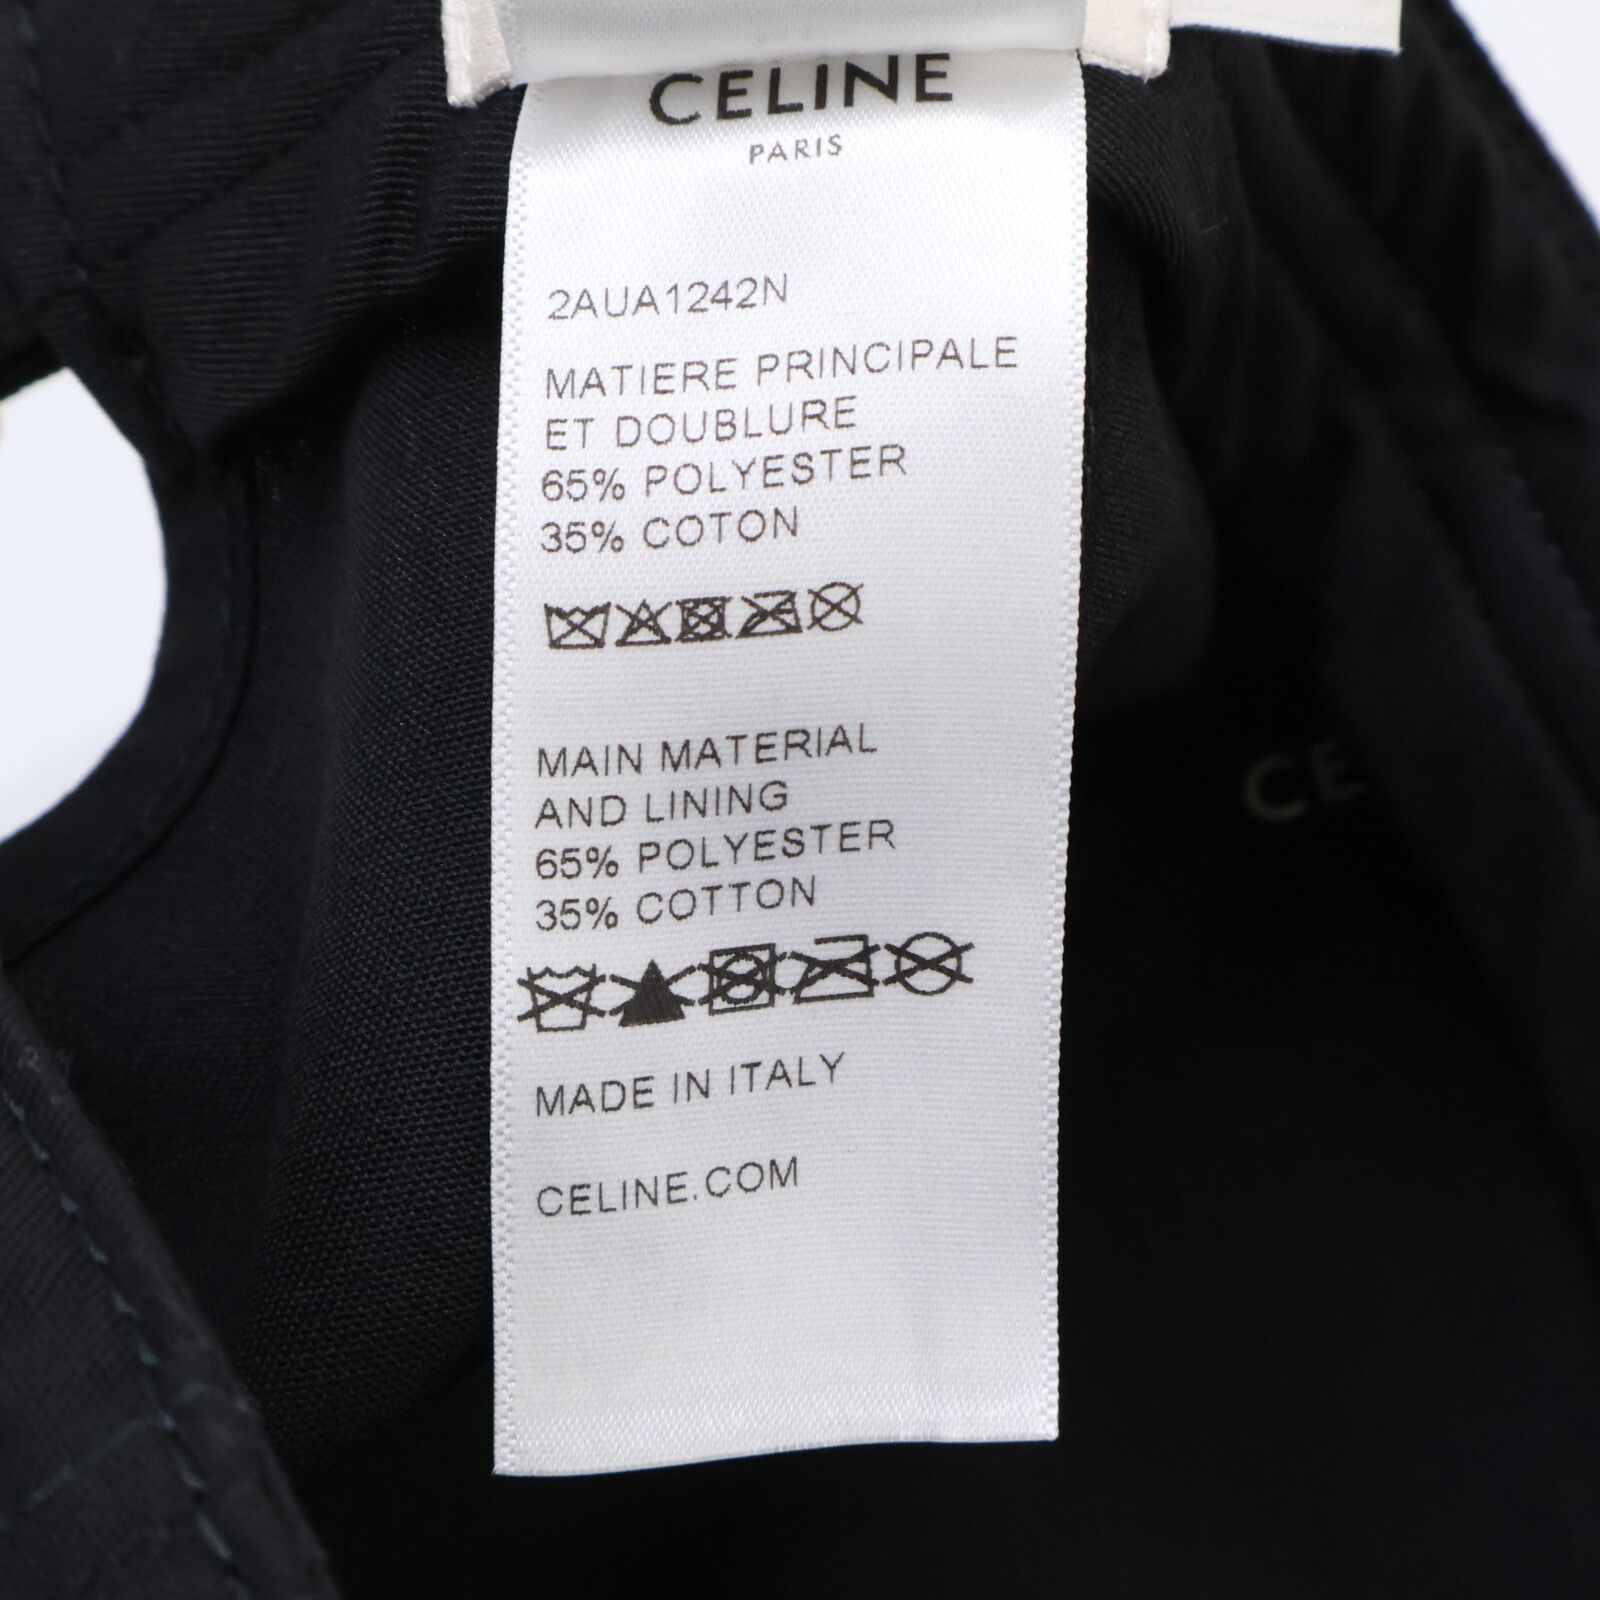 CELINE
PARIS
2AUA1242N
MATIERE PRINCIPALE
ET DOUBLURE
65% POLYESTER
35% COTON
MAIN MATERIAL
AND LINING
65% POLYESTER
35% COTTON
MADE IN ITALY
CELINE.COM
CE